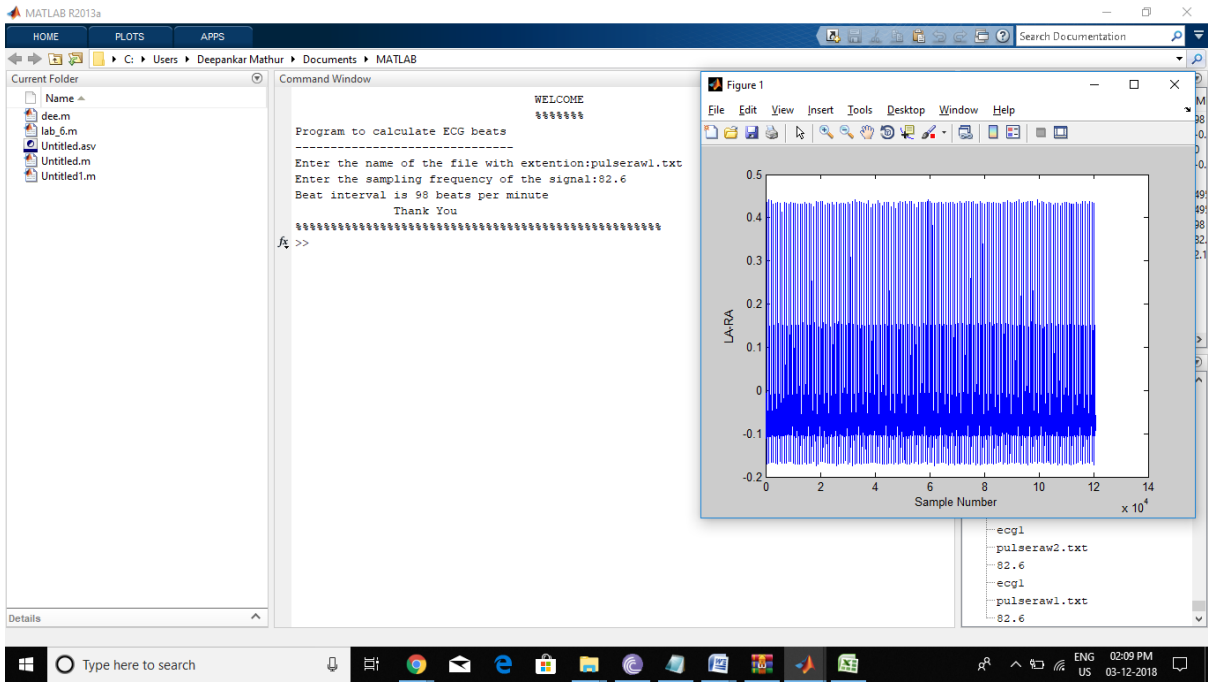 MATLAB R2013a
HOME PLOTS APPS
Search Documentation
C: Users Deepankar Mathur Documents MATLAB
Current Folder
Name
dee.m
lab_6.m
Untitled.asv
Untitled.m
Untitled1.m
Details
Command Window
WELCOME
%%%%%%%
Program to calculate ECG beats
-------------------------------
Enter the name of the file with extention:pulseraw1.txt
Enter the sampling frequency of the signal:82.6
Beat interval is 98 beats per minute
Thank You
%%%%%%%%%%%%%%%%%%%%%%%%%%%%%%%%%%%%%%%%%%%%%%%%%%%%
fx >>
Figure 1
File Edit View Insert Tools Desktop Window Help
0.5
0.4
0.3
0.2
0.1
0
-0.1
-0.2
LA-RA
0 2 4 6 8 10 12 14
Sample Number
x 10^4
ecg1
pulseraw2.txt
82.6
ecg1
pulseraw1.txt
82.6
Type here to search
ENG
US
02:09 PM
03-12-2018